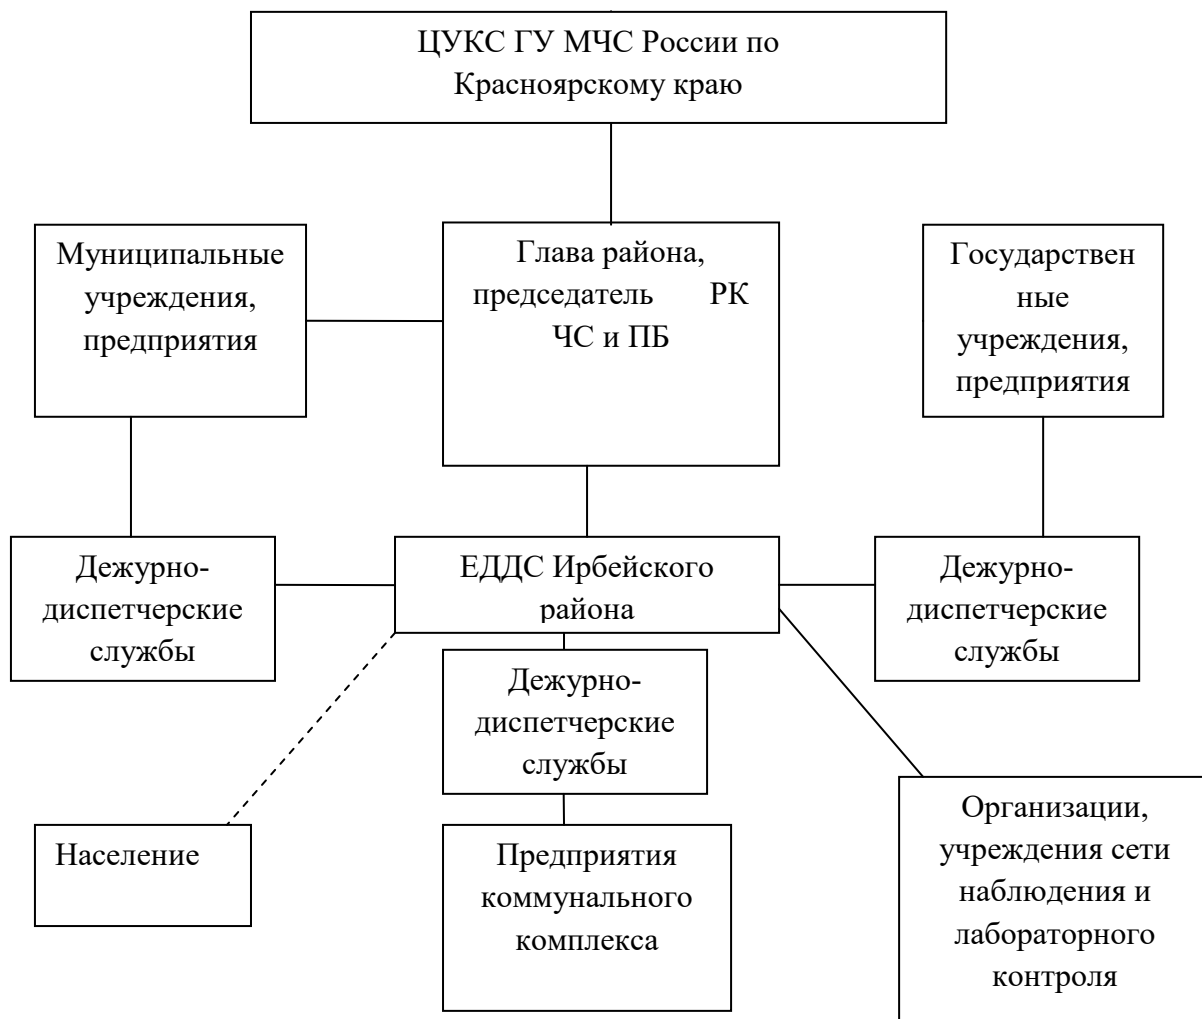 ЦУКС ГУ МЧС России по
Красноярскому краю
Муниципальные
учреждения,
предприятия
Глава района,
председатель РК
ЧС и ПБ
Государствен
ные
учреждения,
предприятия
Дежурно-
диспетчерские
службы
ЕДДС Ирбейского
района
Дежурно-
диспетчерские
службы
Дежурно-
диспетчерские
службы
Население
Предприятия
коммунального
комплекса
Организации,
учреждения сети
наблюдения и
лабораторного
контроля